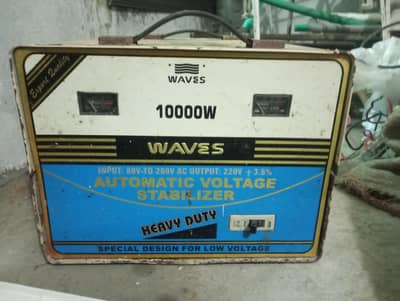 WAVES
Export Quality
10000W
WAVES
INPUT: 80V-TO 260V AC OUTPUT: 220V ± 3.5%
AUTOMATIC VOLTAGE
STABILIZER
HEAVY DUTY
SPECIAL DESIGN FOR LOW VOLTAGE